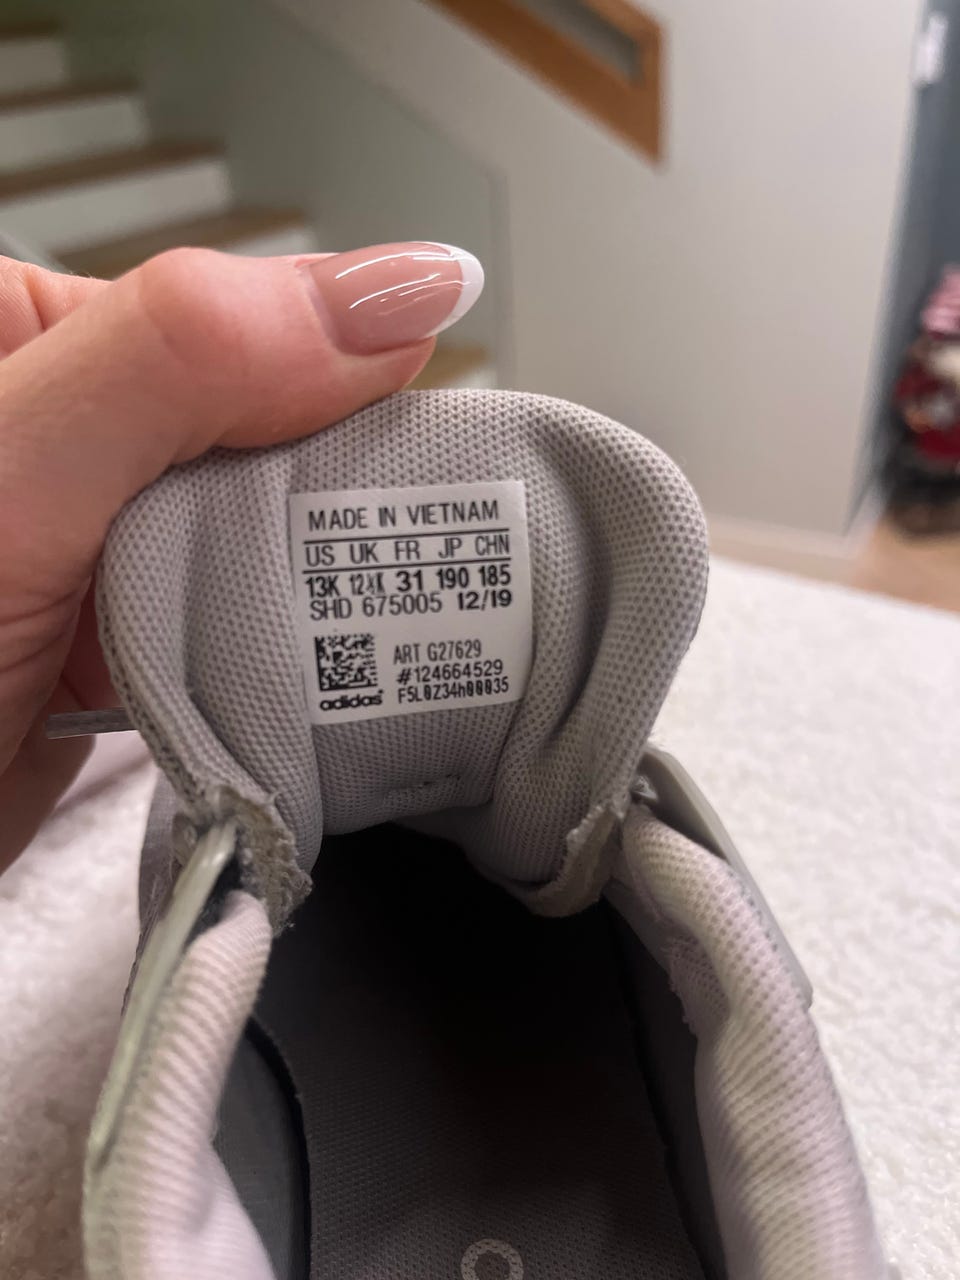 MADE IN VIETNAM
US UK FR JP CHN
13K 12½K 31 190 185
SHD 675005 12/19
ART G27629
#124664529
adidas. F5L0Z34h00035